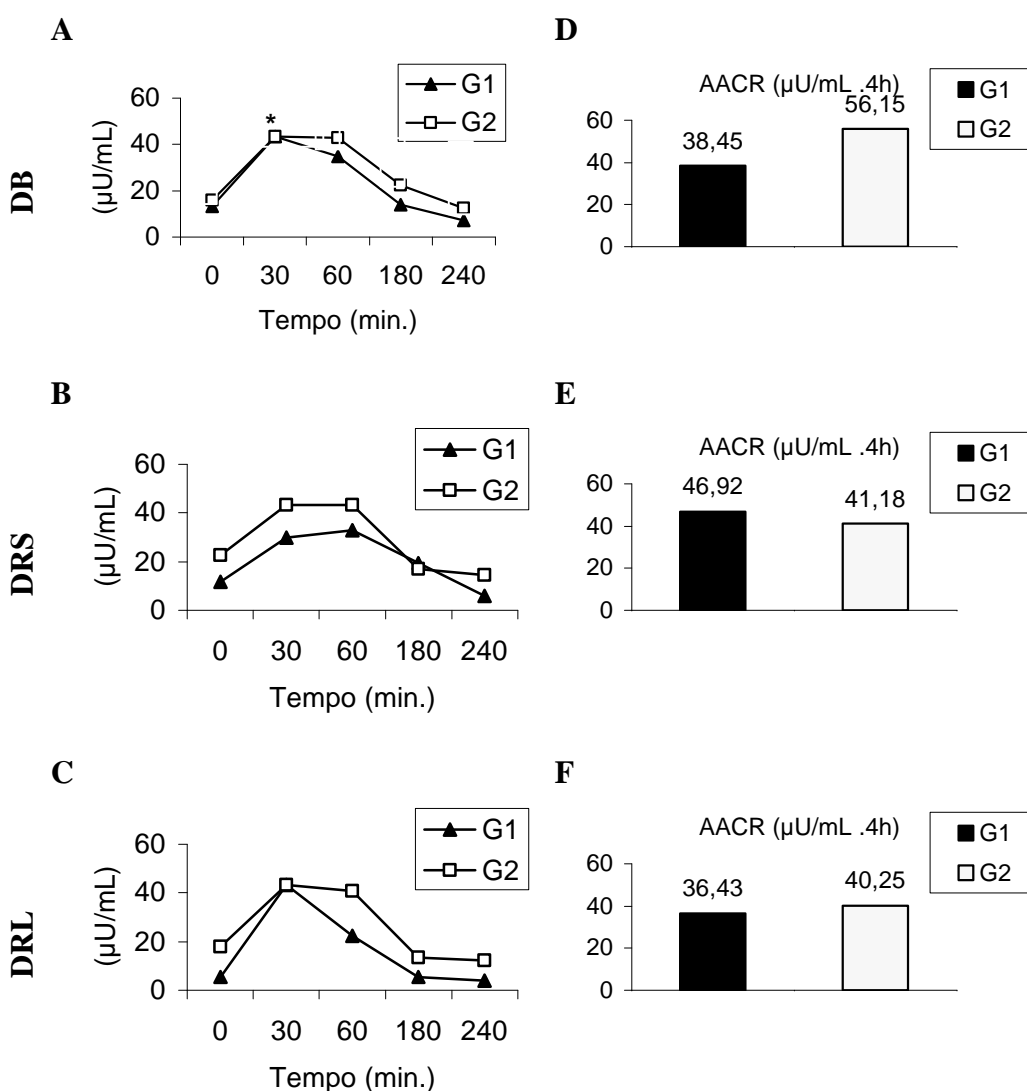 A
D
G1
G2
AACR (µU/mL .4h)
G1
G2
DB
(µU/mL)
60
40
20
0
*
0 30 60 180 240
Tempo (min.)
60
40
20
0
38,45
56,15
B
E
G1
G2
AACR (µU/mL .4h)
G1
G2
DRS
(µU/mL)
60
40
20
0
0 30 60 180 240
Tempo (min.)
60
40
20
0
46,92
41,18
C
F
G1
G2
AACR (µU/mL .4h)
G1
G2
DRL
(µU/mL)
60
40
20
0
0 30 60 180 240
Tempo (min.)
60
40
20
0
36,43
40,25